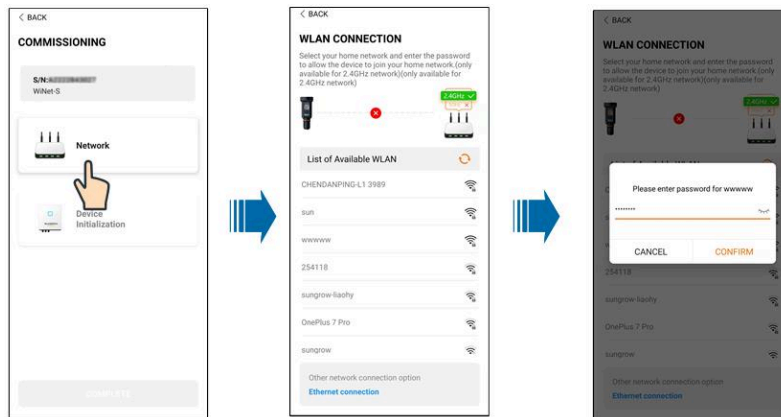 < BACK
COMMISSIONING
S/N:
WiNet-S
Network
Device
Initialization
COMPLETE
< BACK
WLAN CONNECTION
Select your home network and enter the password
to allow the device to join your home network.(only
available for 2.4GHz network)(only available for
2.4GHz network)
2.4GHz
List of Available WLAN
CHENDANPING-L1 3989
sun
wwwww
254118
sungrow-liaohy
OnePlus 7 Pro
sungrow
Other network connection option
Ethernet connection
< BACK
WLAN CONNECTION
Select your home network and enter the password
to allow the device to join your home network.(only
available for 2.4GHz network)(only available for
2.4GHz network)
2.4GHz
Please enter password for wwwww
········
CANCEL
CONFIRM
254118
sungrow-liaohy
OnePlus 7 Pro
sungrow
Other network connection option
Ethernet connection